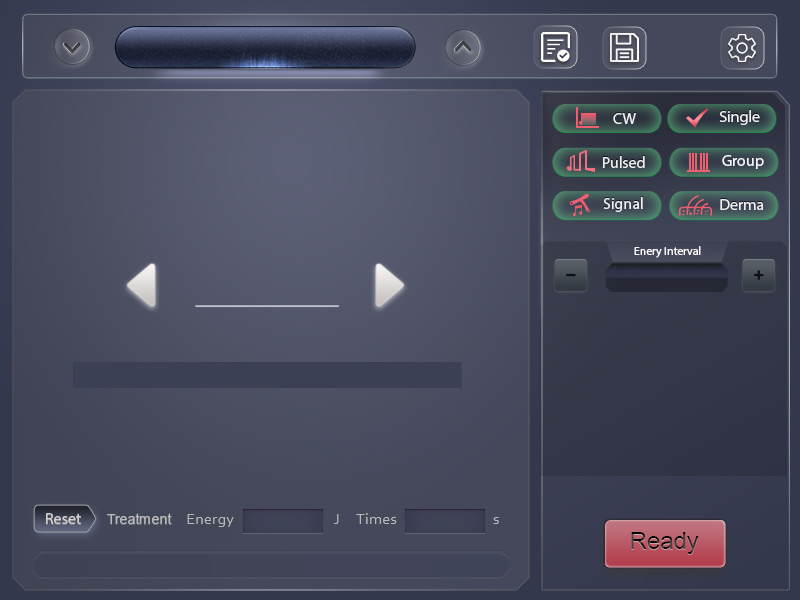 CW
Single
Pulsed
Group
Signal
Derma
Enery Interval
−
+
Reset
Treatment Energy J Times s
Ready